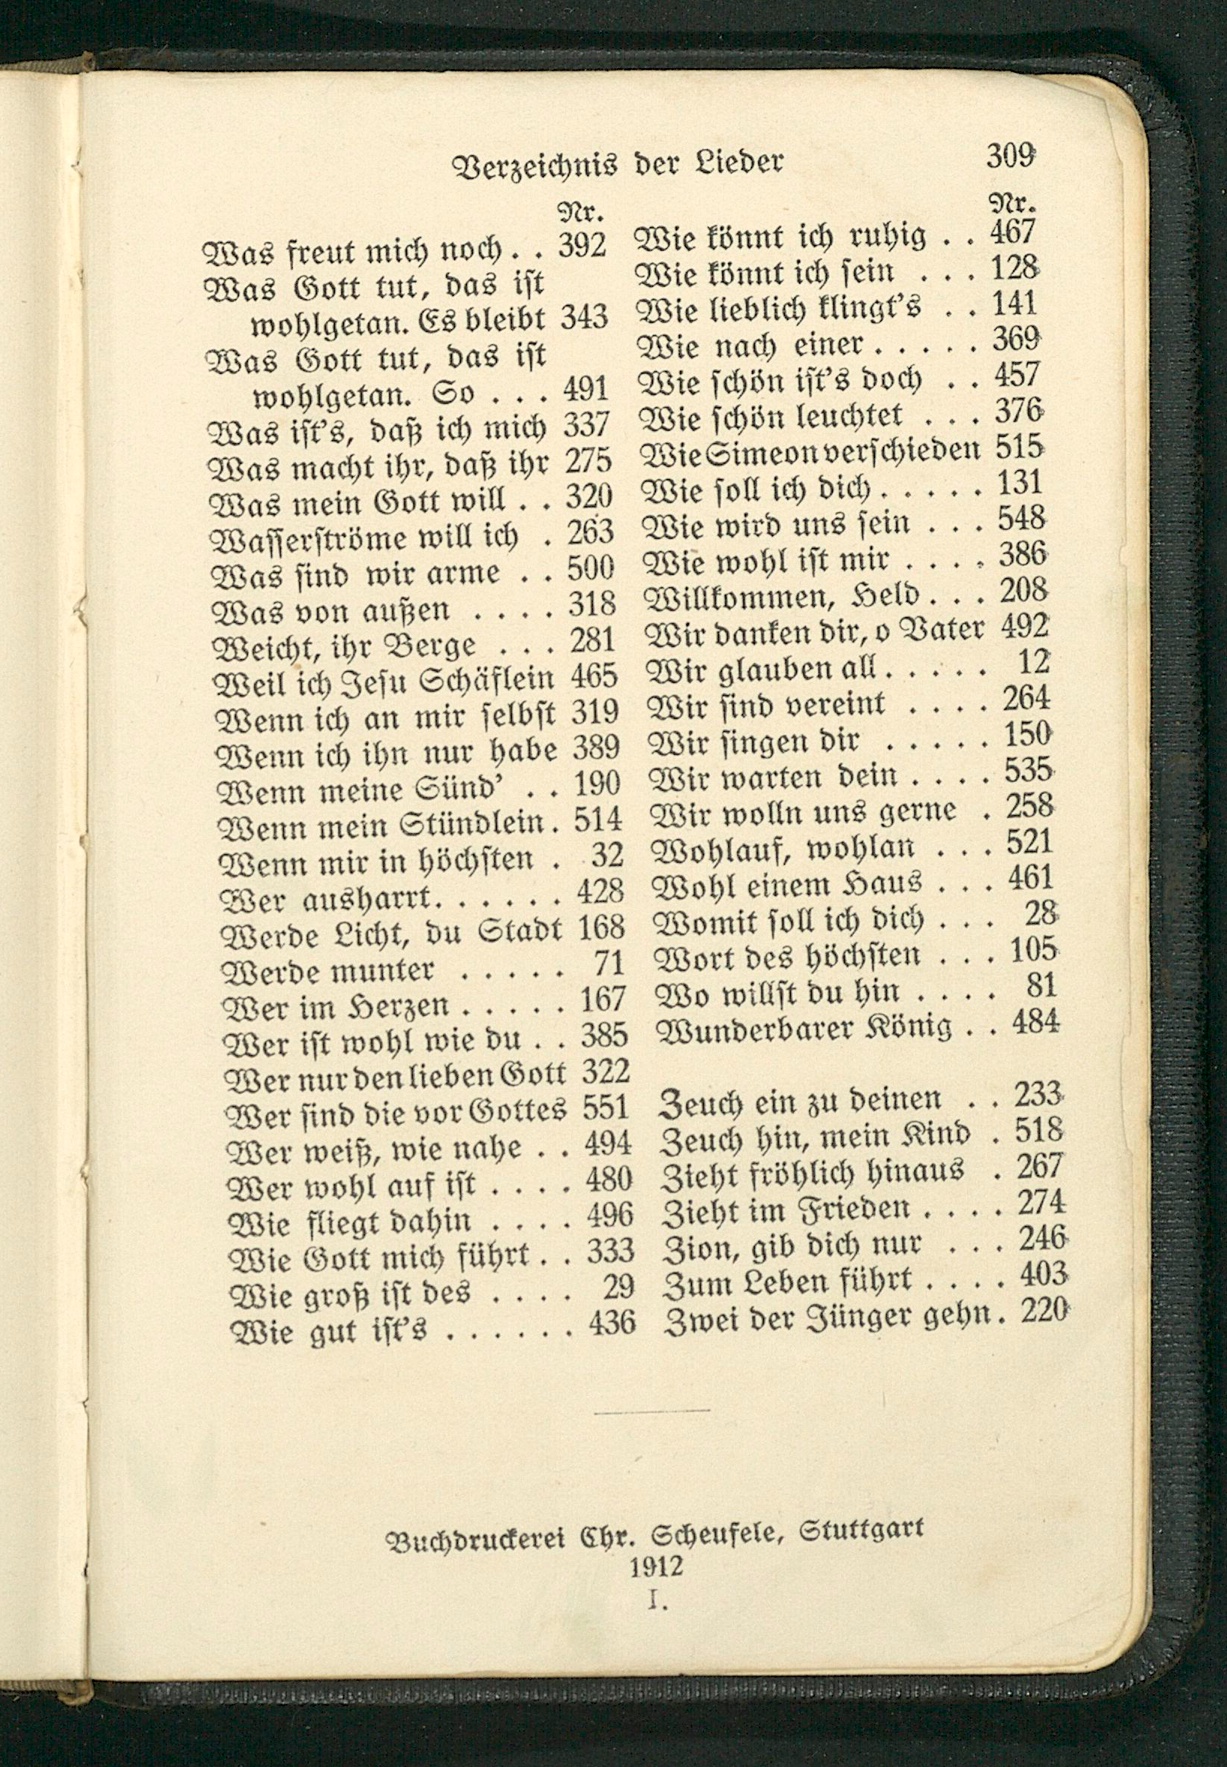 Verzeichnis der Lieder 309
Nr.
Was freut mich noch . . 392
Was Gott tut, das ist
wohlgetan. Es bleibt 343
Was Gott tut, das ist
wohlgetan. So . . . 491
Was ist's, daß ich mich 337
Was macht ihr, daß ihr 275
Was mein Gott will . . 320
Wasserströme will ich . 263
Was sind wir arme . . 500
Was von außen . . . . 318
Weicht, ihr Berge . . . 281
Weil ich Jesu Schäflein 465
Wenn ich an mir selbst 319
Wenn ich ihn nur habe 389
Wenn meine Sünd' . . 190
Wenn mein Stündlein . 514
Wenn mir in höchsten . 32
Wer ausharrt . . . . . . 428
Werde Licht, du Stadt 168
Werde munter . . . . . 71
Wer im Herzen . . . . . 167
Wer ist wohl wie du . . 385
Wer nur den lieben Gott 322
Wer sind die vor Gottes 551
Wer weiß, wie nahe . . 494
Wer wohl auf ist . . . . 480
Wie fliegt dahin . . . . 496
Wie Gott mich führt . . 333
Wie groß ist des . . . . 29
Wie gut ist's . . . . . . 436
Nr.
Wie könnt ich ruhig . . 467
Wie könnt ich sein . . . 128
Wie lieblich klingt's . . 141
Wie nach einer . . . . . 369
Wie schön ist's doch . . 457
Wie schön leuchtet . . . 376
Wie Simeon verschieden 515
Wie soll ich dich . . . . . 131
Wie wird uns sein . . . 548
Wie wohl ist mir . . . . 386
Willkommen, Held . . . 208
Wir danken dir, o Vater 492
Wir glauben all . . . . . 12
Wir sind vereint . . . . 264
Wir singen dir . . . . . 150
Wir warten dein . . . . 535
Wir wolln uns gerne . 258
Wohlauf, wohlan . . . 521
Wohl einem Haus . . . 461
Womit soll ich dich . . . 28
Wort des höchsten . . . 105
Wo willst du hin . . . . 81
Wunderbarer König . . 484
Zeuch ein zu deinen . . 233
Zeuch hin, mein Kind . 518
Zieht fröhlich hinaus . 267
Zieht im Frieden . . . . 274
Zion, gib dich nur . . . 246
Zum Leben führt . . . . 403
Zwei der Jünger gehn . 220
Buchdruckerei Chr. Scheufele, Stuttgart
1912
I.